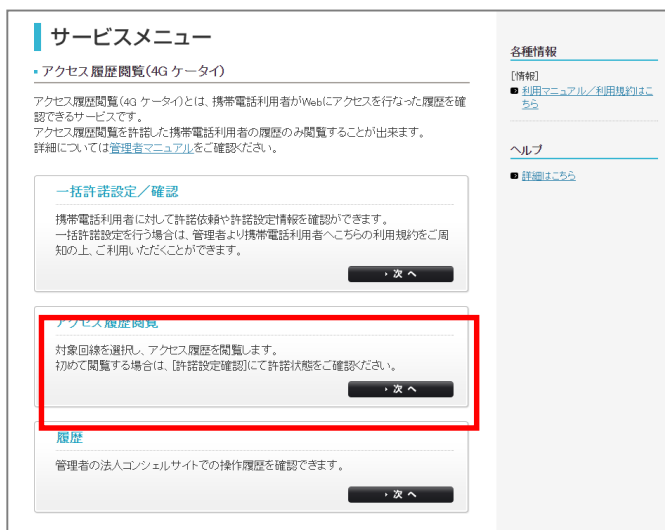 サービスメニュー
アクセス履歴閲覧(4G ケータイ)
アクセス履歴閲覧(4G ケータイ)とは、携帯電話利用者がWebにアクセスを行なった履歴を確
認できるサービスです。
アクセス履歴閲覧を許諾した携帯電話利用者の履歴のみ閲覧することが出来ます。
詳細については管理者マニュアルをご確認ください。
一括許諾設定／確認
携帯電話利用者に対して許諾依頼や許諾設定情報を確認ができます。
一括許諾設定を行う場合は、管理者より携帯電話利用者へこちらの利用規約をご周
知の上、ご利用いただくことができます。
次 へ
アクセス履歴閲覧
対象回線を選択し、アクセス履歴を閲覧します。
初めて閲覧する場合は、[許諾設定確認]にて許諾状態をご確認ください。
次 へ
履歴
管理者の法人コンシェルサイトでの操作履歴を確認できます。
次 へ
各種情報
[情報]
利用マニュアル／利用規約はこ
ちら
ヘルプ
詳細はこちら